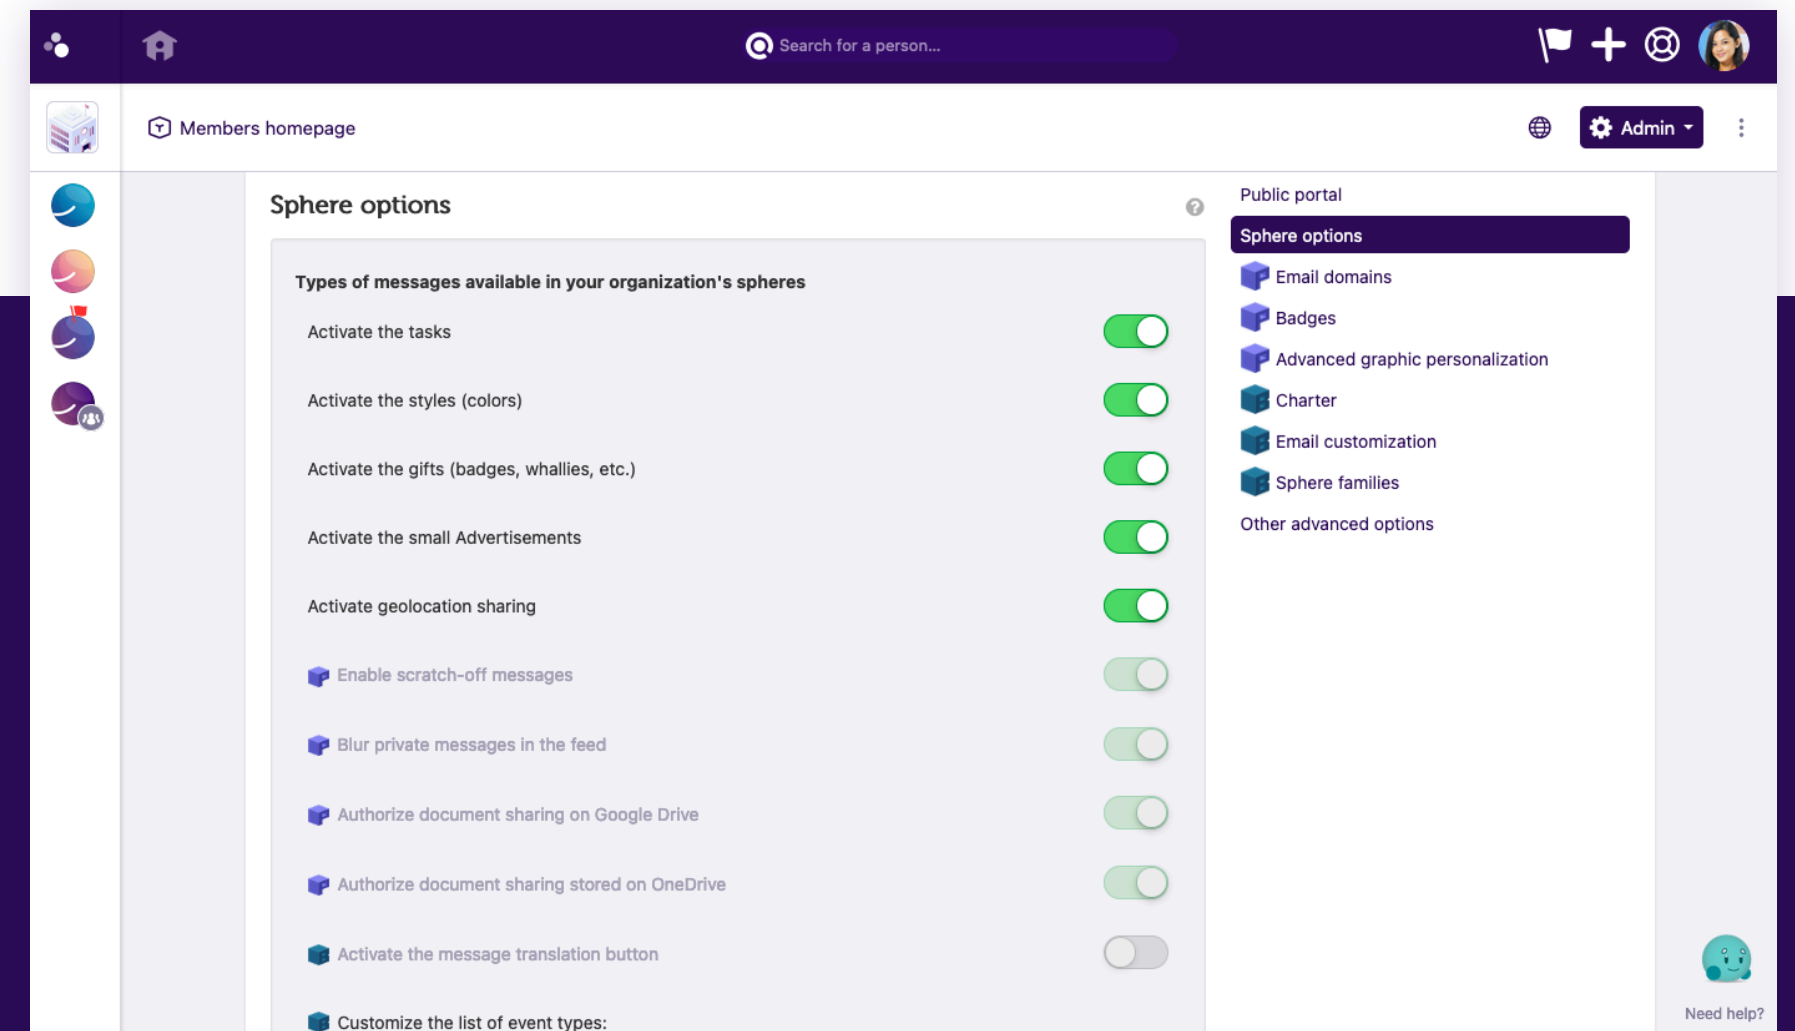 Search for a person...
Members homepage
Admin
Sphere options
Types of messages available in your organization's spheres
Activate the tasks
Activate the styles (colors)
Activate the gifts (badges, whallies, etc.)
Activate the small Advertisements
Activate geolocation sharing
Enable scratch-off messages
Blur private messages in the feed
Authorize document sharing on Google Drive
Authorize document sharing stored on OneDrive
Activate the message translation button
Customize the list of event types:
Public portal
Sphere options
Email domains
Badges
Advanced graphic personalization
Charter
Email customization
Sphere families
Other advanced options
Need help?